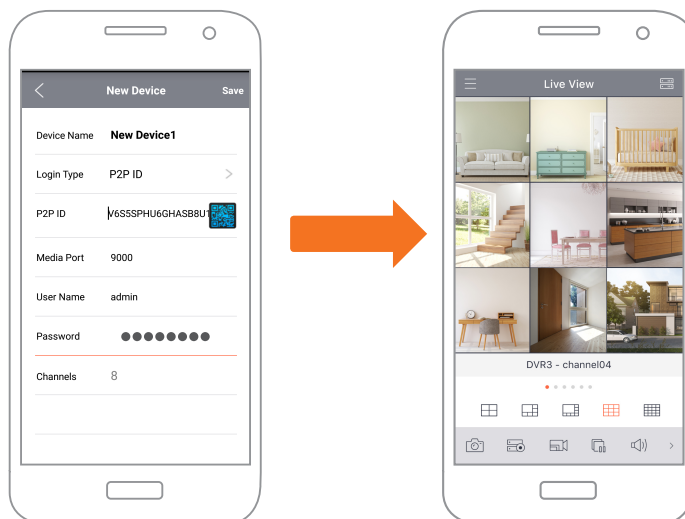 New Device
Save
Device Name New Device1
Login Type P2P ID
P2P ID V6S5SPHU6GHASB8U1
Media Port 9000
User Name admin
Password
Channels 8
Live View
DVR3 - channel04